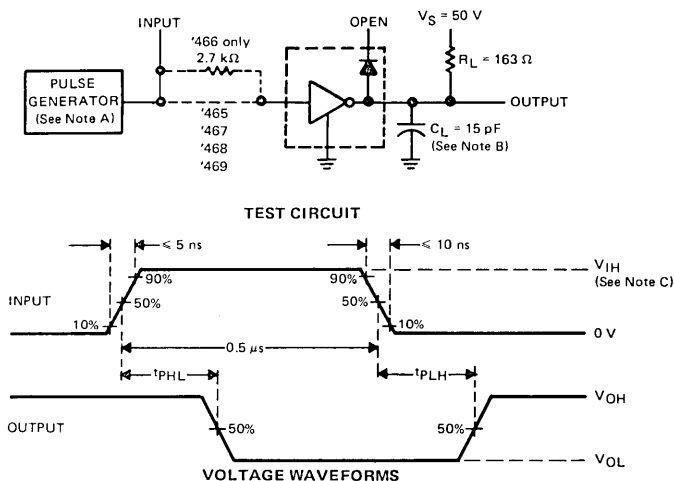 INPUT
OPEN
VS = 50 V
'466 only
2.7 kΩ
RL = 163 Ω
PULSE
GENERATOR
(See Note A)
OUTPUT
'465
'467
'468
'469
CL = 15 pF
(See Note B)
TEST CIRCUIT
≤ 5 ns
≤ 10 ns
90%
90%
VIH
(See Note C)
INPUT
50%
50%
10%
10%
0 V
0.5 μs
tPHL
tPLH
VOH
OUTPUT
50%
50%
VOL
VOLTAGE WAVEFORMS